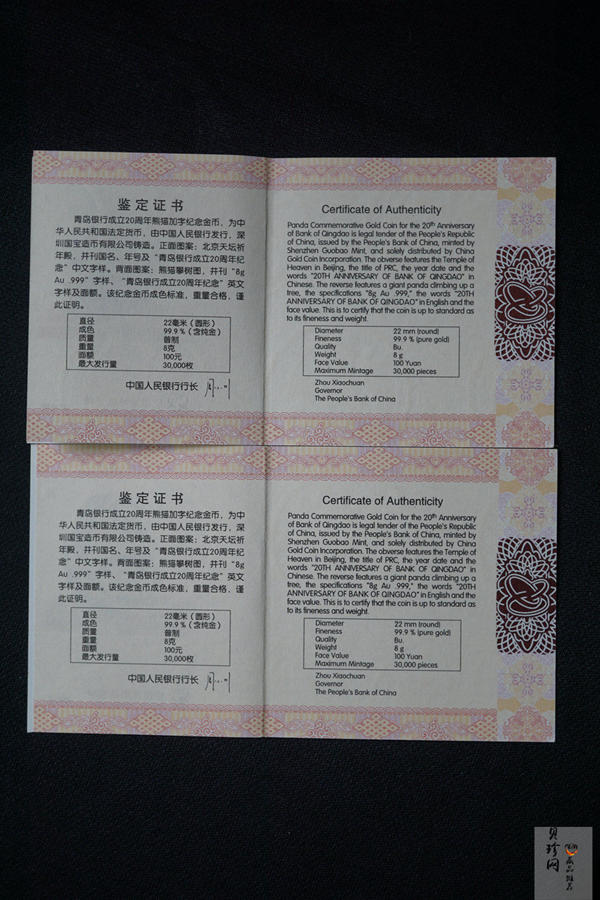 鉴定证书
青岛银行成立20周年熊猫加字纪念金币，为中
华人民共和国法定货币，由中国人民银行发行，深
圳国宝造币有限公司铸造。正面图案：北京天坛祈
年殿，并刊国名、年号及“青岛银行成立20周年纪
念”中文字样。背面图案：熊猫攀树图，并刊“8g
Au .999”字样、“青岛银行成立20周年纪念”英文
字样及面额。该纪念金币成色标准，重量合格，谨
此证明。
直径 22毫米（圆形）
成色 99.9％（含纯金）
质量 普制
重量 8克
面额 100元
最大发行量 30,000枚
中国人民银行行长
Certificate of Authenticity
Panda Commemorative Gold Coin for the 20th Anniversary
of Bank of Qingdao is legal tender of the People's Republic
of China, issued by the People's Bank of China, minted by
Shenzhen Guobao Mint, and solely distributed by China
Gold Coin Incorporation. The obverse features the Temple of
Heaven in Beijing, the title of PRC, the year date and the
words "20TH ANNIVERSARY OF BANK OF QINGDAO" in
Chinese. The reverse features a giant panda climbing up a
tree, the specifications "8g Au .999," the words "20TH
ANNIVERSARY OF BANK OF QINGDAO" in English and the
face value. This is to certify that the coin is up to standard as
to its fineness and weight.
Diameter 22 mm (round)
Fineness 99.9 % (pure gold)
Quality Bu.
Weight 8 g
Face Value 100 Yuan
Maximum Mintage 30,000 pieces
Zhou Xiaochuan
Governor
The People's Bank of China
鉴定证书
青岛银行成立20周年熊猫加字纪念金币，为中
华人民共和国法定货币，由中国人民银行发行，深
圳国宝造币有限公司铸造。正面图案：北京天坛祈
年殿，并刊国名、年号及“青岛银行成立20周年纪
念”中文字样。背面图案：熊猫攀树图，并刊“8g
Au .999”字样、“青岛银行成立20周年纪念”英文
字样及面额。该纪念金币成色标准，重量合格，谨
此证明。
直径 22毫米（圆形）
成色 99.9％（含纯金）
质量 普制
重量 8克
面额 100元
最大发行量 30,000枚
中国人民银行行长
Certificate of Authenticity
Panda Commemorative Gold Coin for the 20th Anniversary
of Bank of Qingdao is legal tender of the People's Republic
of China, issued by the People's Bank of China, minted by
Shenzhen Guobao Mint, and solely distributed by China
Gold Coin Incorporation. The obverse features the Temple of
Heaven in Beijing, the title of PRC, the year date and the
words "20TH ANNIVERSARY OF BANK OF QINGDAO" in
Chinese. The reverse features a giant panda climbing up a
tree, the specifications "8g Au .999," the words "20TH
ANNIVERSARY OF BANK OF QINGDAO" in English and the
face value. This is to certify that the coin is up to standard as
to its fineness and weight.
Diameter 22 mm (round)
Fineness 99.9 % (pure gold)
Quality Bu.
Weight 8 g
Face Value 100 Yuan
Maximum Mintage 30,000 pieces
Zhou Xiaochuan
Governor
The People's Bank of China
贝珍网